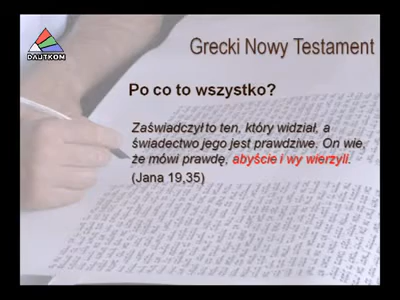 DAUTKOM
Grecki Nowy Testament
Po co to wszystko?
Zaświadczył to ten, który widział, a
świadectwo jego jest prawdziwe. On wie,
że mówi prawdę, abyście i wy wierzyli.
(Jana 19,35)